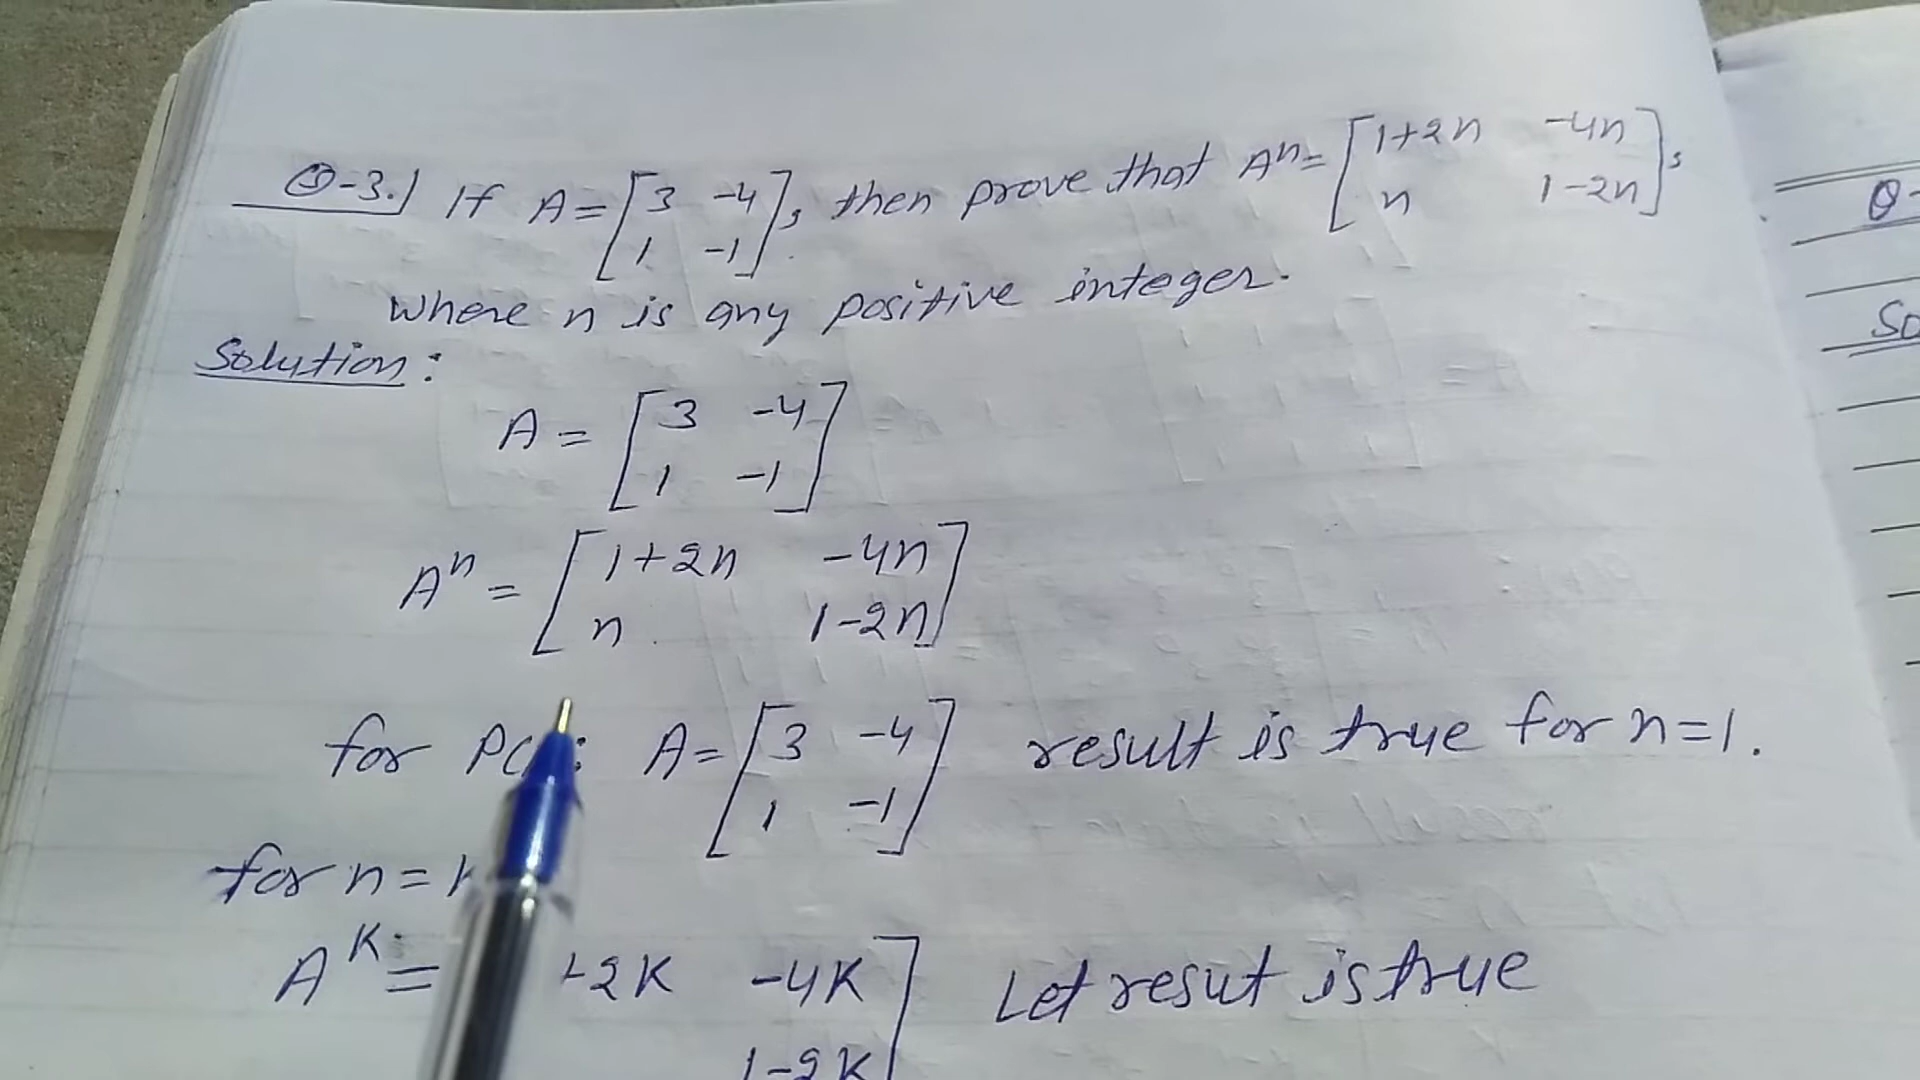 Q-3.) If A = [3 -4; 1 -1], then prove that Aⁿ = [1+2n -4n; n 1-2n],
where n is any positive integer.
Solution:
A = [3 -4; 1 -1]
Aⁿ = [1+2n -4n; n 1-2n]
for A = [3 -4; 1 -1] result is true for n=1.
for n =
Aᴷ = +2K -4K Let resut is true
1-2K
Q-
So